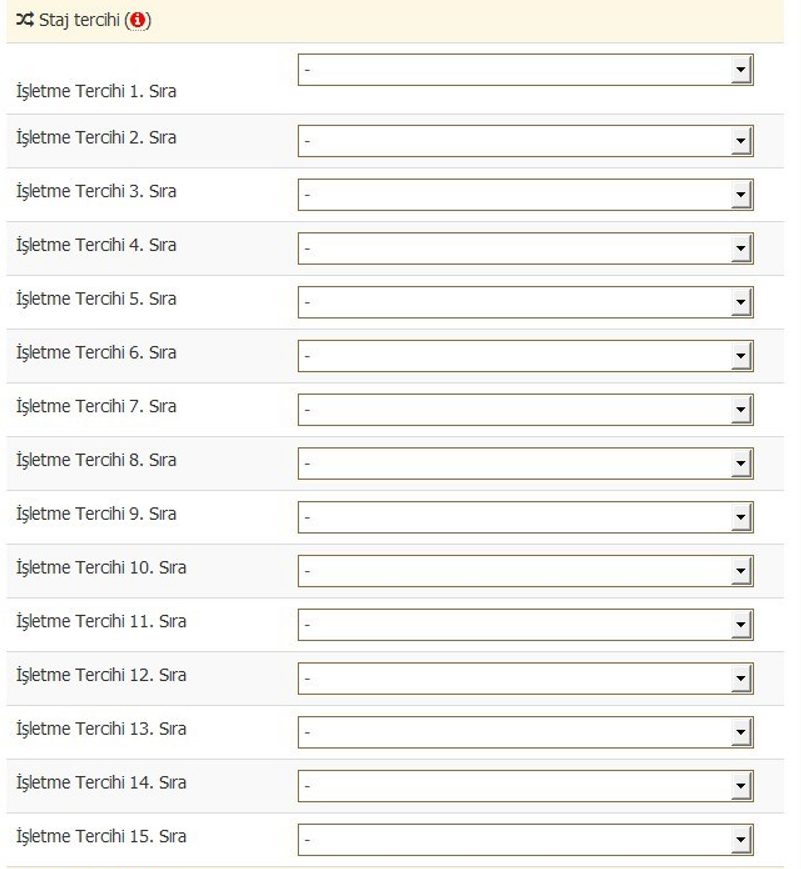 Staj tercihi (i)
İşletme Tercihi 1. Sıra -
İşletme Tercihi 2. Sıra -
İşletme Tercihi 3. Sıra -
İşletme Tercihi 4. Sıra -
İşletme Tercihi 5. Sıra -
İşletme Tercihi 6. Sıra -
İşletme Tercihi 7. Sıra -
İşletme Tercihi 8. Sıra -
İşletme Tercihi 9. Sıra -
İşletme Tercihi 10. Sıra -
İşletme Tercihi 11. Sıra -
İşletme Tercihi 12. Sıra -
İşletme Tercihi 13. Sıra -
İşletme Tercihi 14. Sıra -
İşletme Tercihi 15. Sıra -